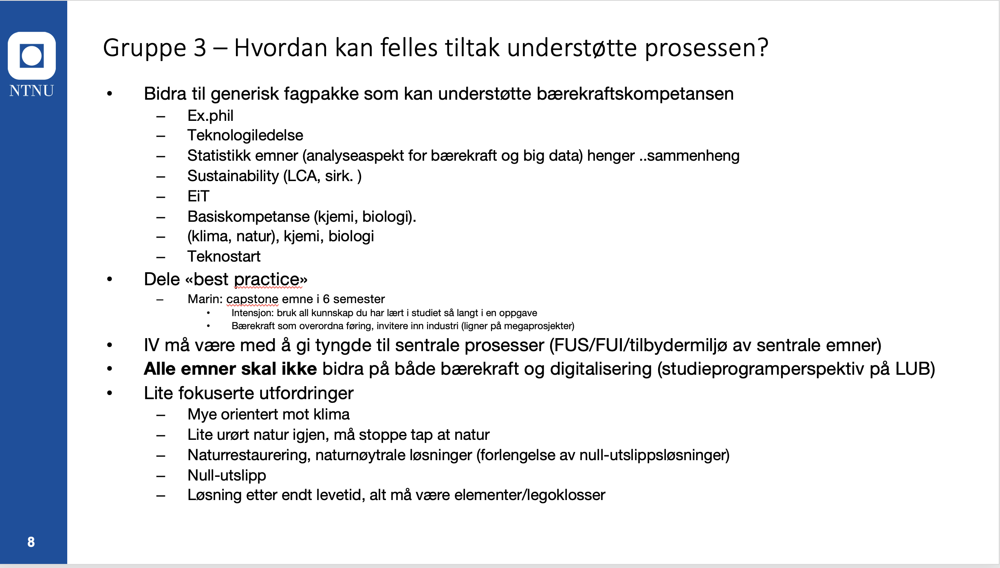 NTNU
Gruppe 3 – Hvordan kan felles tiltak understøtte prosessen?
• Bidra til generisk fagpakke som kan understøtte bærekraftskompetansen
– Ex.phil
– Teknologiledelse
– Statistikk emner (analyseaspekt for bærekraft og big data) henger ..sammenheng
– Sustainability (LCA, sirk. )
– EiT
– Basiskompetanse (kjemi, biologi).
– (klima, natur), kjemi, biologi
– Teknostart
• Dele «best practice»
– Marin: capstone emne i 6 semester
• Intensjon: bruk all kunnskap du har lært i studiet så langt i en oppgave
• Bærekraft som overordna føring, invitere inn industri (ligner på megaprosjekter)
• IV må være med å gi tyngde til sentrale prosesser (FUS/FUI/tilbydermiljø av sentrale emner)
• Alle emner skal ikke bidra på både bærekraft og digitalisering (studieprogramperspektiv på LUB)
• Lite fokuserte utfordringer
– Mye orientert mot klima
– Lite urørt natur igjen, må stoppe tap at natur
– Naturrestaurering, naturnøytrale løsninger (forlengelse av null-utslippsløsninger)
– Null-utslipp
– Løsning etter endt levetid, alt må være elementer/legoklosser
8